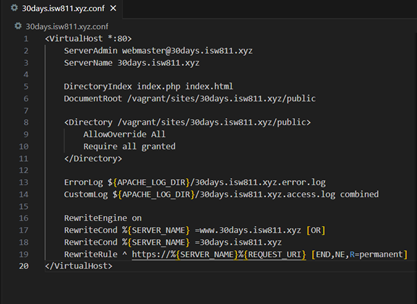 30days.isw811.xyz.conf
30days.isw811.xyz.conf
1 <VirtualHost *:80>
2 ServerAdmin webmaster@30days.isw811.xyz
3 ServerName 30days.isw811.xyz
4
5 DirectoryIndex index.php index.html
6 DocumentRoot /vagrant/sites/30days.isw811.xyz/public
7
8 <Directory /vagrant/sites/30days.isw811.xyz/public>
9 AllowOverride All
10 Require all granted
11 </Directory>
12
13 ErrorLog ${APACHE_LOG_DIR}/30days.isw811.xyz.error.log
14 CustomLog ${APACHE_LOG_DIR}/30days.isw811.xyz.access.log combined
15
16 RewriteEngine on
17 RewriteCond %{SERVER_NAME} =www.30days.isw811.xyz [OR]
18 RewriteCond %{SERVER_NAME} =30days.isw811.xyz
19 RewriteRule ^ https://%{SERVER_NAME}%{REQUEST_URI} [END,NE,R=permanent]
20 </VirtualHost>